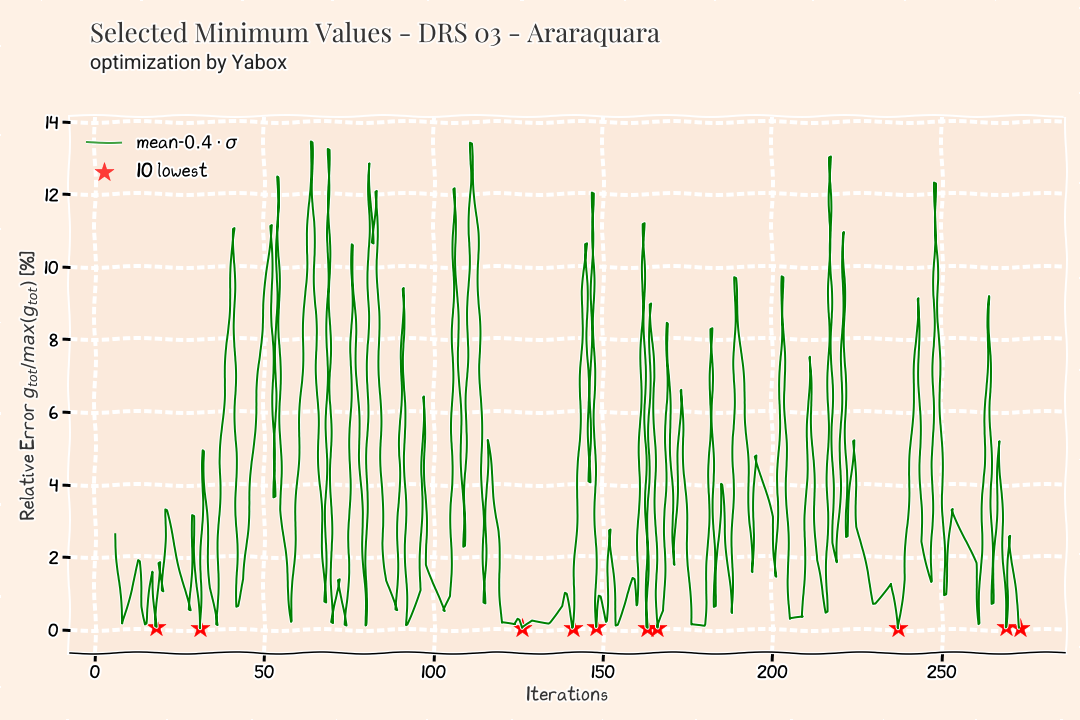 Selected Minimum Values - DRS 03 - Araraquara
optimization by Yabox
14
12
10
8
6
4
2
0
Relative Error g_tot/max(g_tot) [%]
mean-0.4 · σ
10 lowest
0 50 100 150 200 250
Iterations